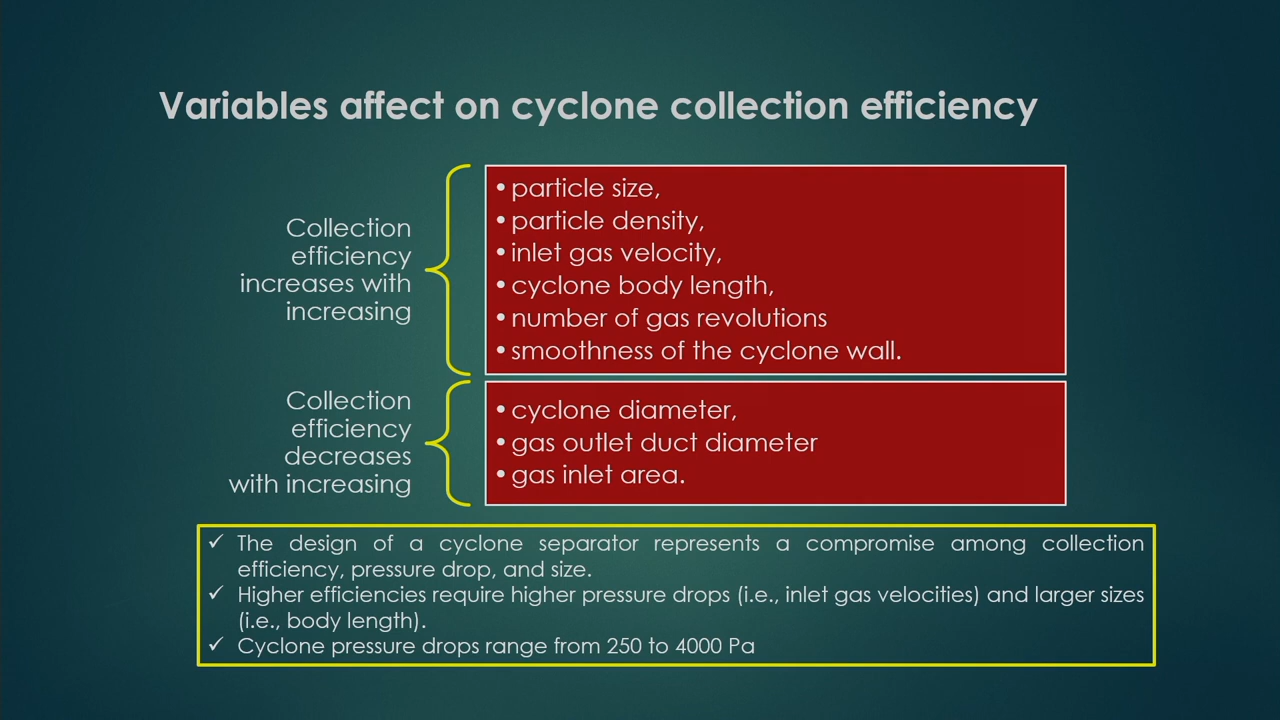 Variables affect on cyclone collection efficiency
Collection
efficiency
increases with
increasing
• particle size,
• particle density,
• inlet gas velocity,
• cyclone body length,
• number of gas revolutions
• smoothness of the cyclone wall.
Collection
efficiency
decreases
with increasing
• cyclone diameter,
• gas outlet duct diameter
• gas inlet area.
✓ The design of a cyclone separator represents a compromise among collection
efficiency, pressure drop, and size.
✓ Higher efficiencies require higher pressure drops (i.e., inlet gas velocities) and larger sizes
(i.e., body length).
✓ Cyclone pressure drops range from 250 to 4000 Pa